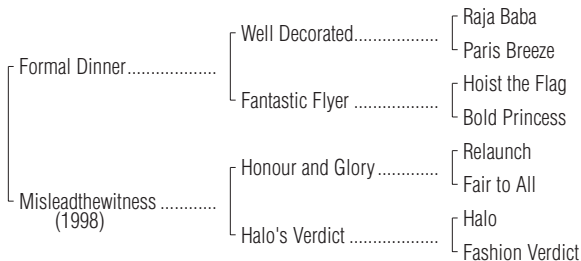 Raja Baba
Well Decorated...................
Paris Breeze
Formal Dinner....................
Hoist the Flag
Fantastic Flyer ...................
Bold Princess
Relaunch
Honour and Glory.............
Fair to All
Misleadthewitness ............
(1998)
Halo
Halo's Verdict ...................
Fashion Verdict